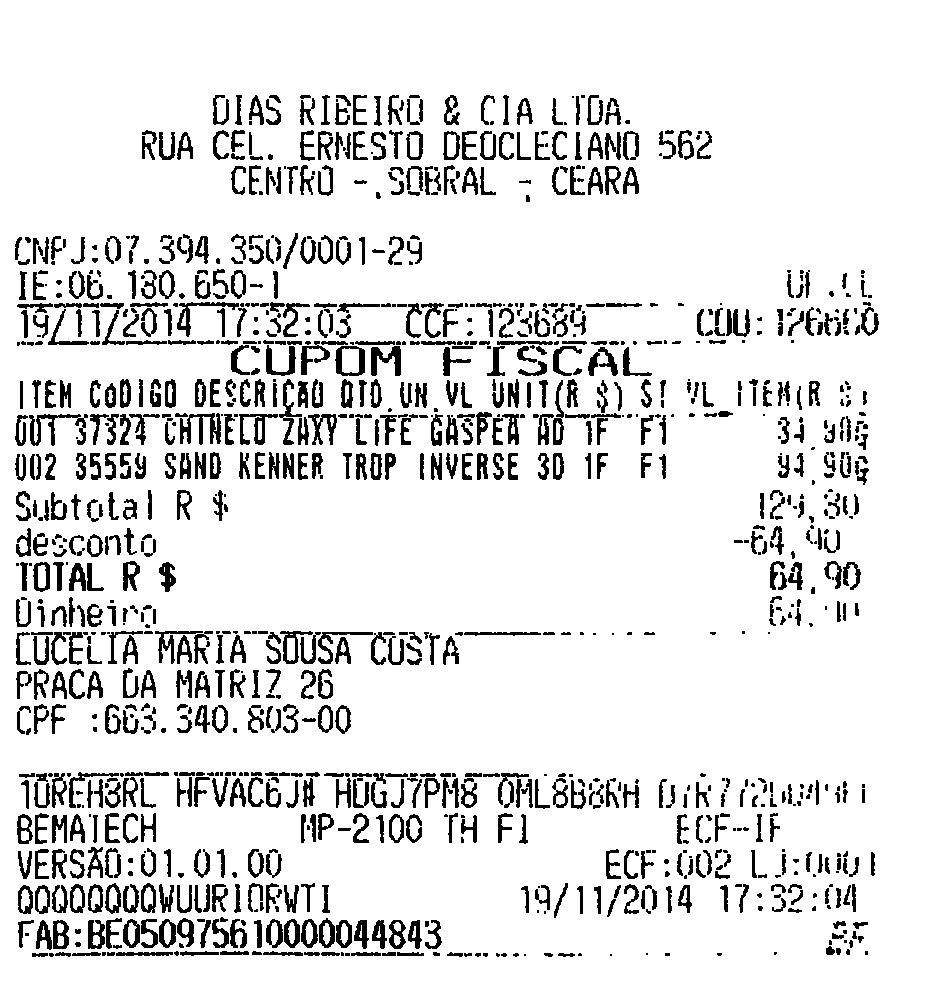 DIAS RIBEIRO & CIA LTDA.
RUA CEL. ERNESTO DEOCLECIANO 562
CENTRO - SOBRAL - CEARA
CNPJ:07.394.350/0001-29
IE:06.180.650-1
19/11/2014 17:32:03 CCF:123689 COO:126660
CUPOM FISCAL
ITEM CóDIGO DESCRIÇÃO QTD.UN.VL UNIT(R $) ST VL ITEM(R $)
001 37324 CHINELO ZAXY LIFE GASPEA AD 1F F1 34,90G
002 35559 SAND KENNER TROP INVERSE 3D 1F F1 94,90G
Subtotal R $ 129,80
desconto -64,90
TOTAL R $ 64,90
Dinheiro 64,90
LUCELIA MARIA SOUSA COSTA
PRACA DA MATRIZ 26
CPF :663.340.803-00
10REH3RL HFVAC6J# HDGJ7PM8 0ML8B8RH
BEMATECH MP-2100 TH FI ECF-IF
VERSÃO:01.01.00 ECF:002 LJ:0001
QQQQQQQQWUURIORWTI 19/11/2014 17:32:04
FAB:BE050975610000044843 BR